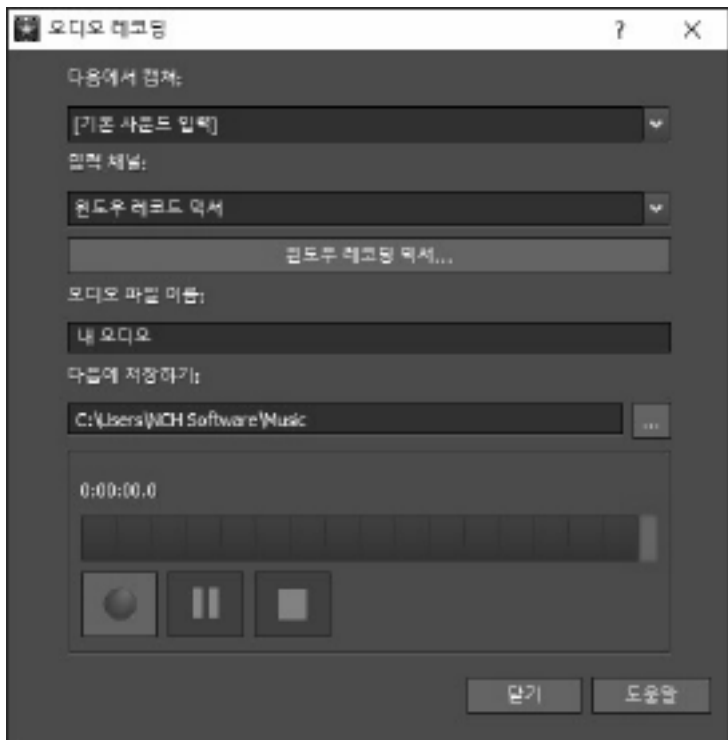 오디오 레코딩
다음에서 캡쳐:
[기본 사운드 입력]
입력 채널:
윈도우 레코드 믹서
윈도우 레코딩 믹서...
오디오 파일 이름:
내 오디오
다음에 저장하기:
C:\Users\NCH Software\Music
...
0:00:00.0
닫기
도움말